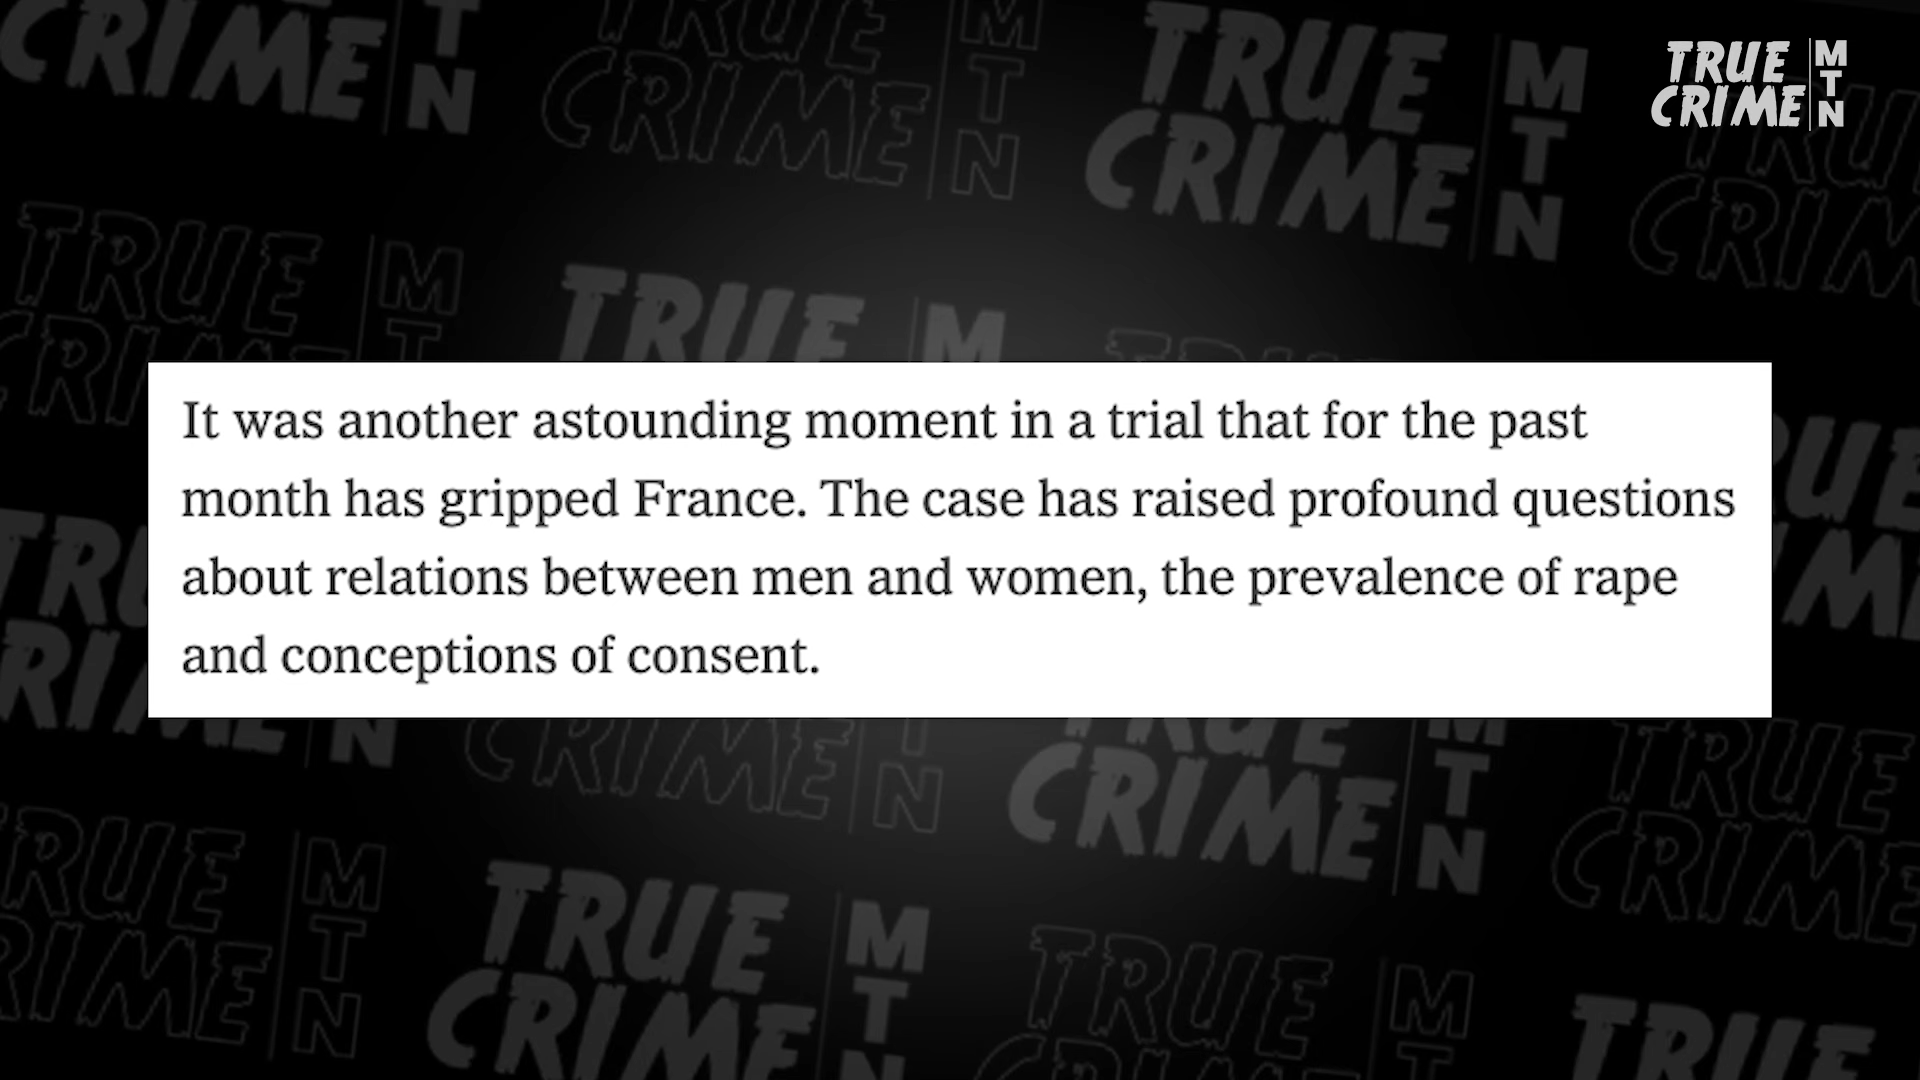 TRUE
CRIME
MTN
It was another astounding moment in a trial that for the past
month has gripped France. The case has raised profound questions
about relations between men and women, the prevalence of rape
and conceptions of consent.